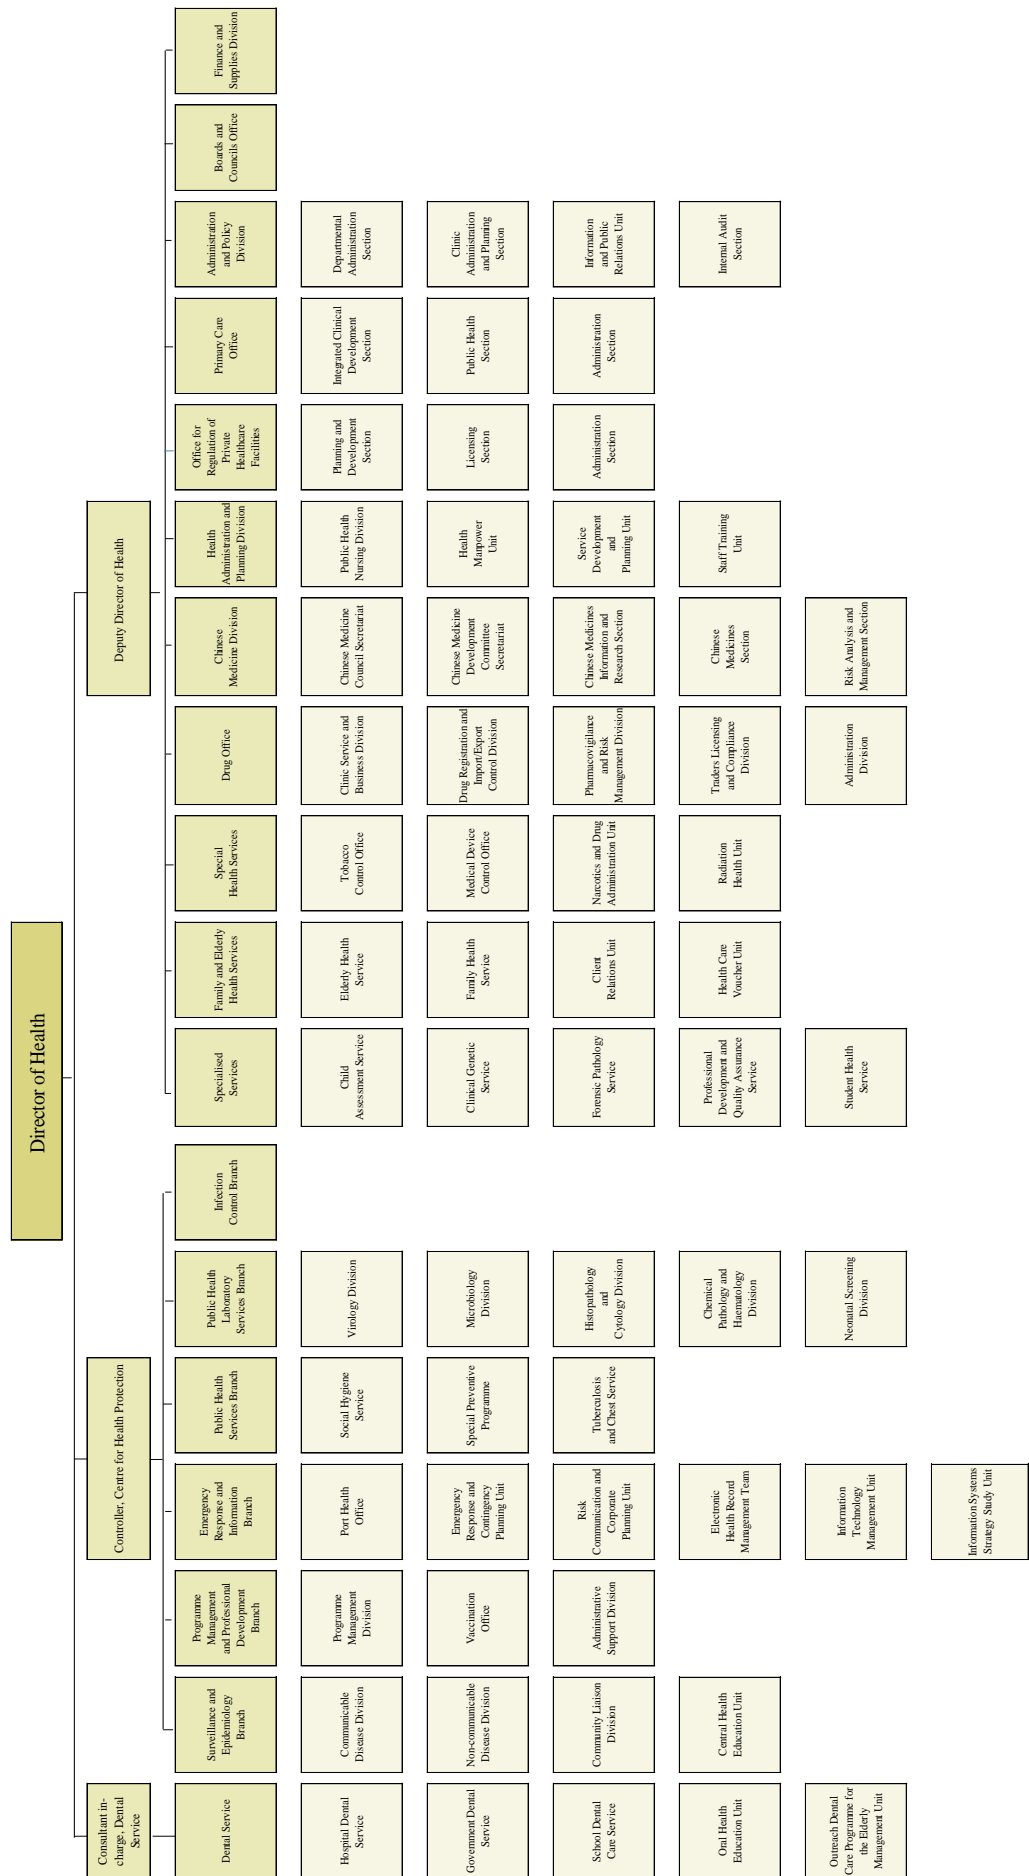 Director of Health
Consultant in-
charge, Dental
Service
Controller, Centre for Health Protection
Deputy Director of Health
Dental Service
Surveillance and
Epidemiology
Branch
Programme
Management
and Professional
Development
Branch
Emergency
Response and
Information
Branch
Public Health
Services Branch
Public Health
Laboratory
Services Branch
Infection
Control Branch
Specialised
Services
Family and Elderly
Health Services
Special
Health Services
Drug Office
Chinese
Medicine Division
Health
Administration and
Planning Division
Office for
Regulation of
Private
Healthcare
Facilities
Primary Care
Office
Administration
and Policy
Division
Boards and
Councils Office
Finance and
Supplies Division
Hospital Dental
Service
Communicable
Disease Division
Programme
Management
Division
Port Health
Office
Social Hygiene
Service
Virology Division
Child
Assessment Service
Elderly Health
Service
Tobacco
Control Office
Clinic Service and
Business Division
Chinese Medicine
Council Secretariat
Public Health
Nursing Division
Planning and
Development
Section
Integrated Clinical
Development
Section
Departmental
Administration
Section
Government Dental
Service
Non-communicable
Disease Division
Vaccination
Office
Emergency
Response and
Contingency
Planning Unit
Special Preventive
Programme
Microbiology
Division
Clinical Genetic
Service
Family Health
Service
Medical Device
Control Office
Drug Registration and
Import/Export
Control Division
Chinese Medicine
Development
Committee
Secretariat
Health
Manpower
Unit
Licensing
Section
Public Health
Section
Clinic
Administration
and Planning
Section
School Dental
Care Service
Community Liaison
Division
Administrative
Support Division
Risk
Communication and
Corporate
Planning Unit
Tuberculosis
and Chest Service
Histopathology
and
Cytology Division
Forensic Pathology
Service
Client
Relations Unit
Narcotics and Drug
Administration Unit
Pharmacovigilance
and Risk
Management Division
Chinese Medicines
Information and
Research Section
Service
Development
and
Planning Unit
Administration
Section
Administration
Section
Information
and Public
Relations Unit
Oral Health
Education Unit
Central Health
Education Unit
Electronic
Health Record
Management Team
Chemical
Pathology and
Haematology
Division
Professional
Development and
Quality Assurance
Service
Health Care
Voucher Unit
Radiation
Health Unit
Traders Licensing
and Compliance
Division
Chinese
Medicines
Section
Staff Training
Unit
Internal Audit
Section
Outreach Dental
Care Programme for
the Elderly
Management Unit
Information
Technology
Management Unit
Neonatal Screening
Division
Student Health
Service
Administration
Division
Risk Analysis and
Management Section
Information Systems
Strategy Study Unit